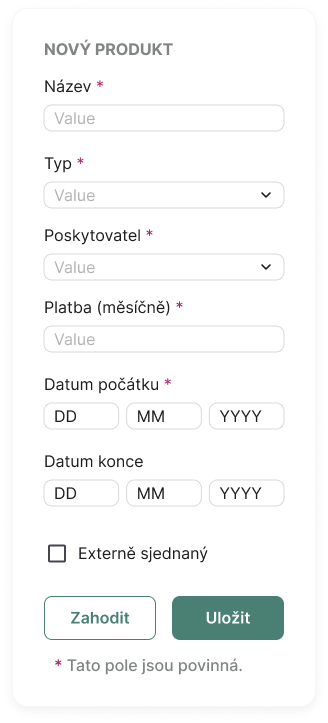 NOVÝ PRODUKT
Název *
Value
Typ *
Value
Poskytovatel *
Value
Platba (měsíčně) *
Value
Datum počátku *
DD MM YYYY
Datum konce
DD MM YYYY
Externě sjednaný
Zahodit Uložit
* Tato pole jsou povinná.